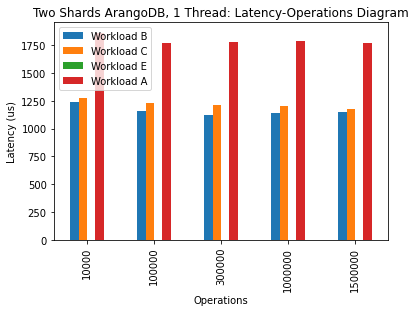 Two Shards ArangoDB, 1 Thread: Latency-Operations Diagram
Workload B
Workload C
Workload E
Workload A
Latency (us)
1750
1500
1250
1000
750
500
250
0
10000
100000
300000
1000000
1500000
Operations